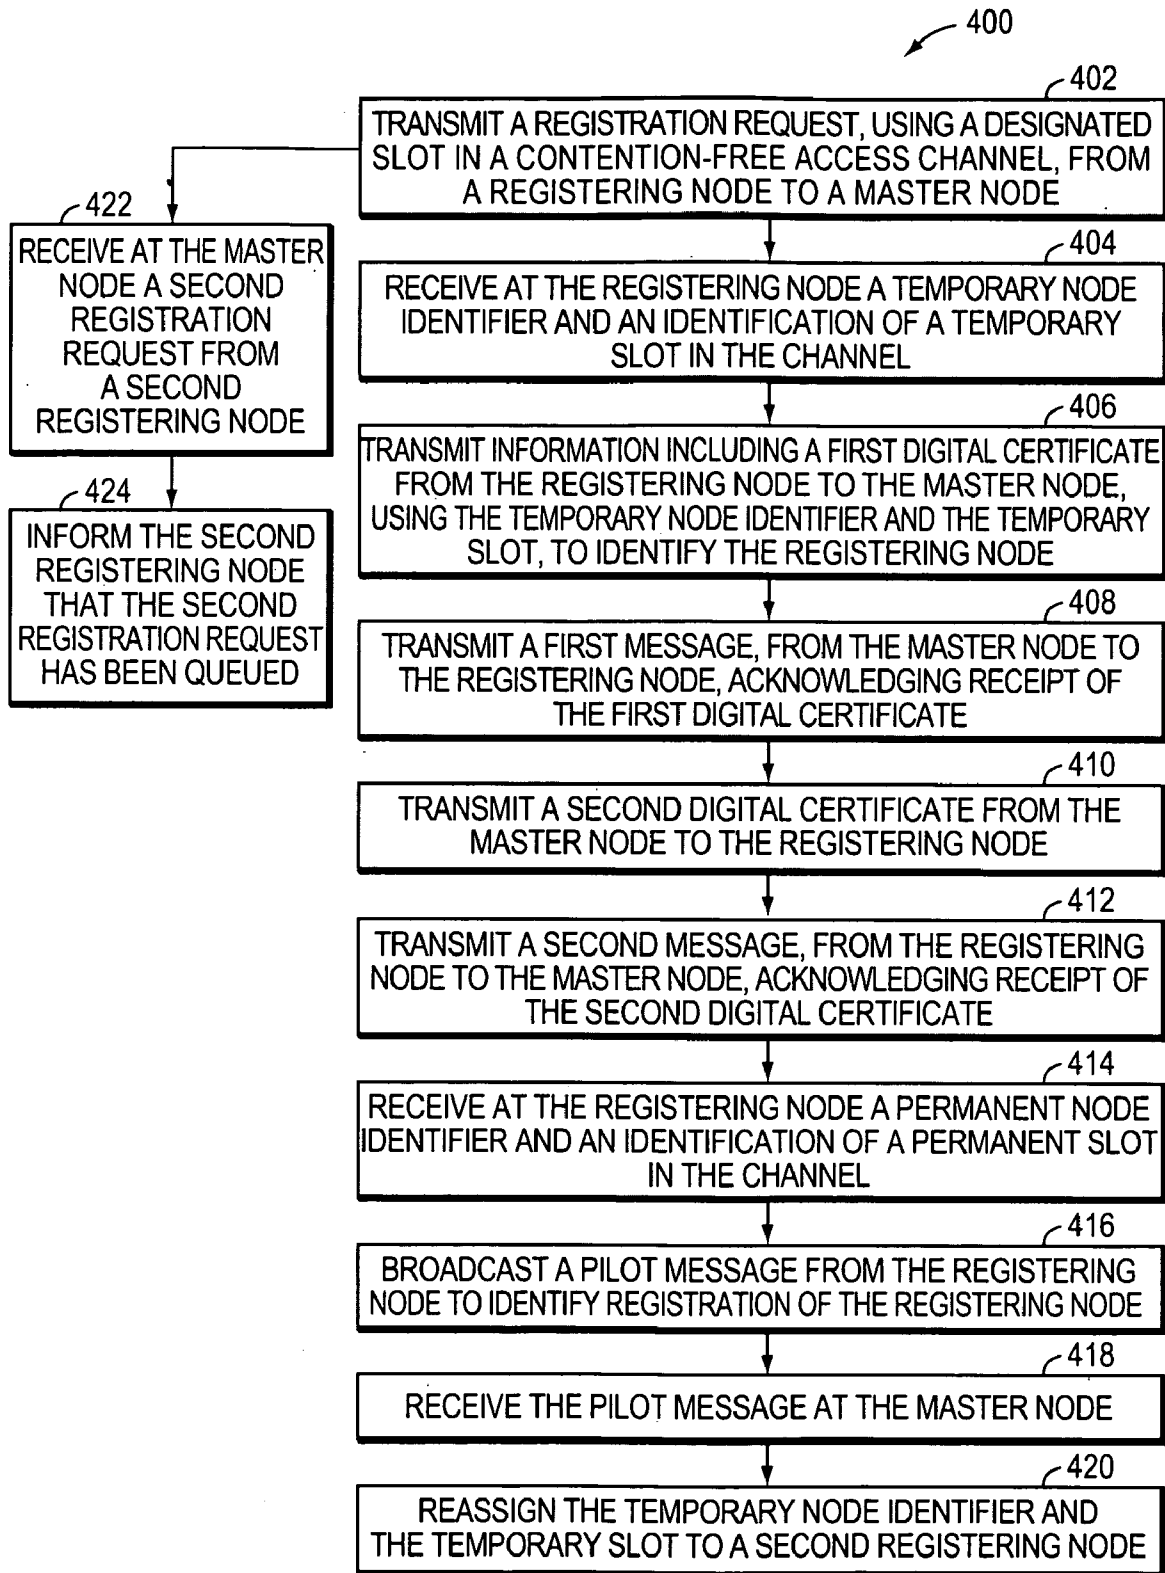 400
402
TRANSMIT A REGISTRATION REQUEST, USING A DESIGNATED
SLOT IN A CONTENTION-FREE ACCESS CHANNEL, FROM
A REGISTERING NODE TO A MASTER NODE
422
RECEIVE AT THE MASTER
NODE A SECOND
REGISTRATION
REQUEST FROM
A SECOND
REGISTERING NODE
424
INFORM THE SECOND
REGISTERING NODE
THAT THE SECOND
REGISTRATION REQUEST
HAS BEEN QUEUED
404
RECEIVE AT THE REGISTERING NODE A TEMPORARY NODE
IDENTIFIER AND AN IDENTIFICATION OF A TEMPORARY
SLOT IN THE CHANNEL
406
TRANSMIT INFORMATION INCLUDING A FIRST DIGITAL CERTIFICATE
FROM THE REGISTERING NODE TO THE MASTER NODE,
USING THE TEMPORARY NODE IDENTIFIER AND THE TEMPORARY
SLOT, TO IDENTIFY THE REGISTERING NODE
408
TRANSMIT A FIRST MESSAGE, FROM THE MASTER NODE TO
THE REGISTERING NODE, ACKNOWLEDGING RECEIPT OF
THE FIRST DIGITAL CERTIFICATE
410
TRANSMIT A SECOND DIGITAL CERTIFICATE FROM THE
MASTER NODE TO THE REGISTERING NODE
412
TRANSMIT A SECOND MESSAGE, FROM THE REGISTERING
NODE TO THE MASTER NODE, ACKNOWLEDGING RECEIPT OF
THE SECOND DIGITAL CERTIFICATE
414
RECEIVE AT THE REGISTERING NODE A PERMANENT NODE
IDENTIFIER AND AN IDENTIFICATION OF A PERMANENT SLOT
IN THE CHANNEL
416
BROADCAST A PILOT MESSAGE FROM THE REGISTERING
NODE TO IDENTIFY REGISTRATION OF THE REGISTERING NODE
418
RECEIVE THE PILOT MESSAGE AT THE MASTER NODE
420
REASSIGN THE TEMPORARY NODE IDENTIFIER AND
THE TEMPORARY SLOT TO A SECOND REGISTERING NODE